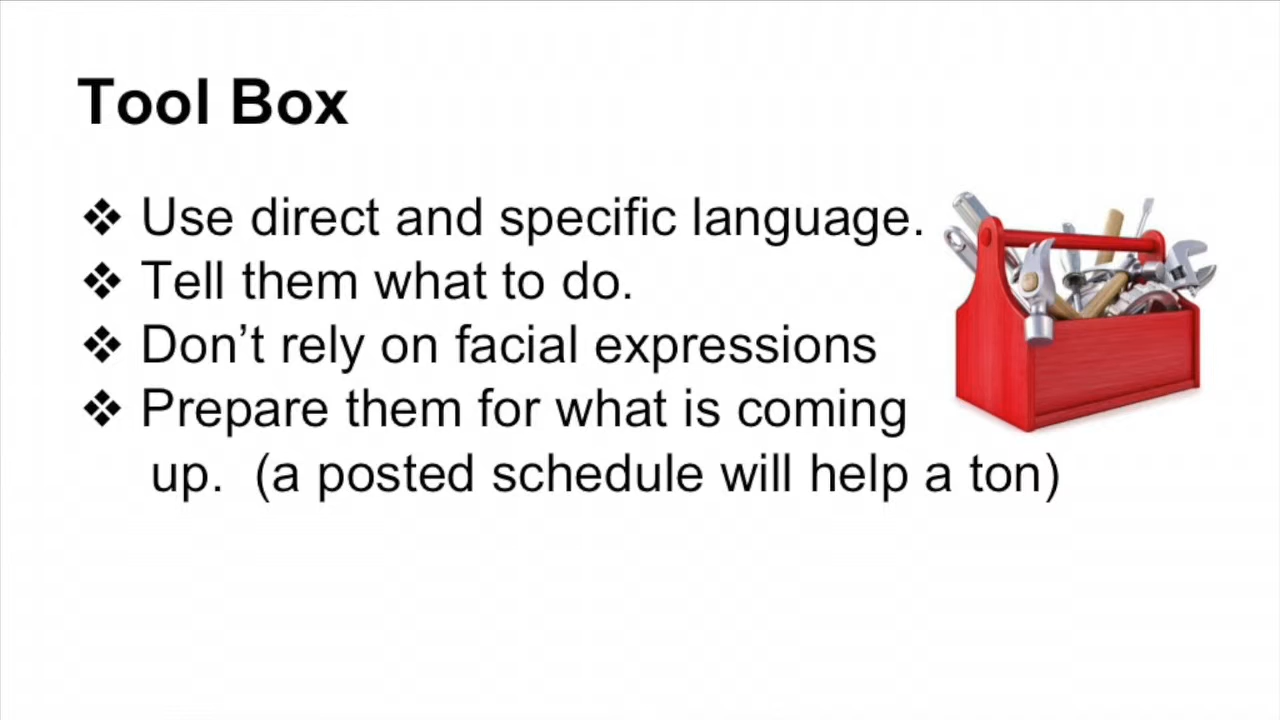 Tool Box
❖ Use direct and specific language.
❖ Tell them what to do.
❖ Don’t rely on facial expressions
❖ Prepare them for what is coming
up.  (a posted schedule will help a ton)